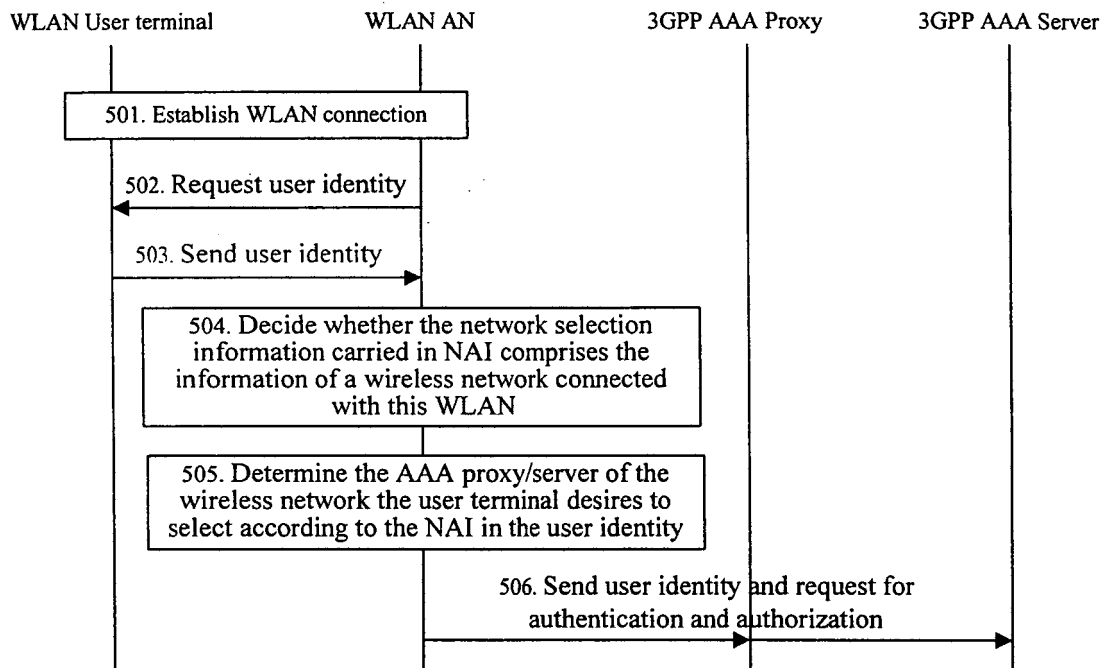 WLAN User terminal
WLAN AN
3GPP AAA Proxy
3GPP AAA Server
501. Establish WLAN connection
502. Request user identity
503. Send user identity
504. Decide whether the network selection
information carried in NAI comprises the
information of a wireless network connected
with this WLAN
505. Determine the AAA proxy/server of the
wireless network the user terminal desires to
select according to the NAI in the user identity
506. Send user identity and request for
authentication and authorization